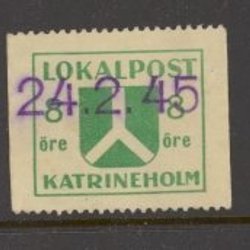 LOKALPOST
24.2.45
8 8
öre öre
KATRINEHOLM